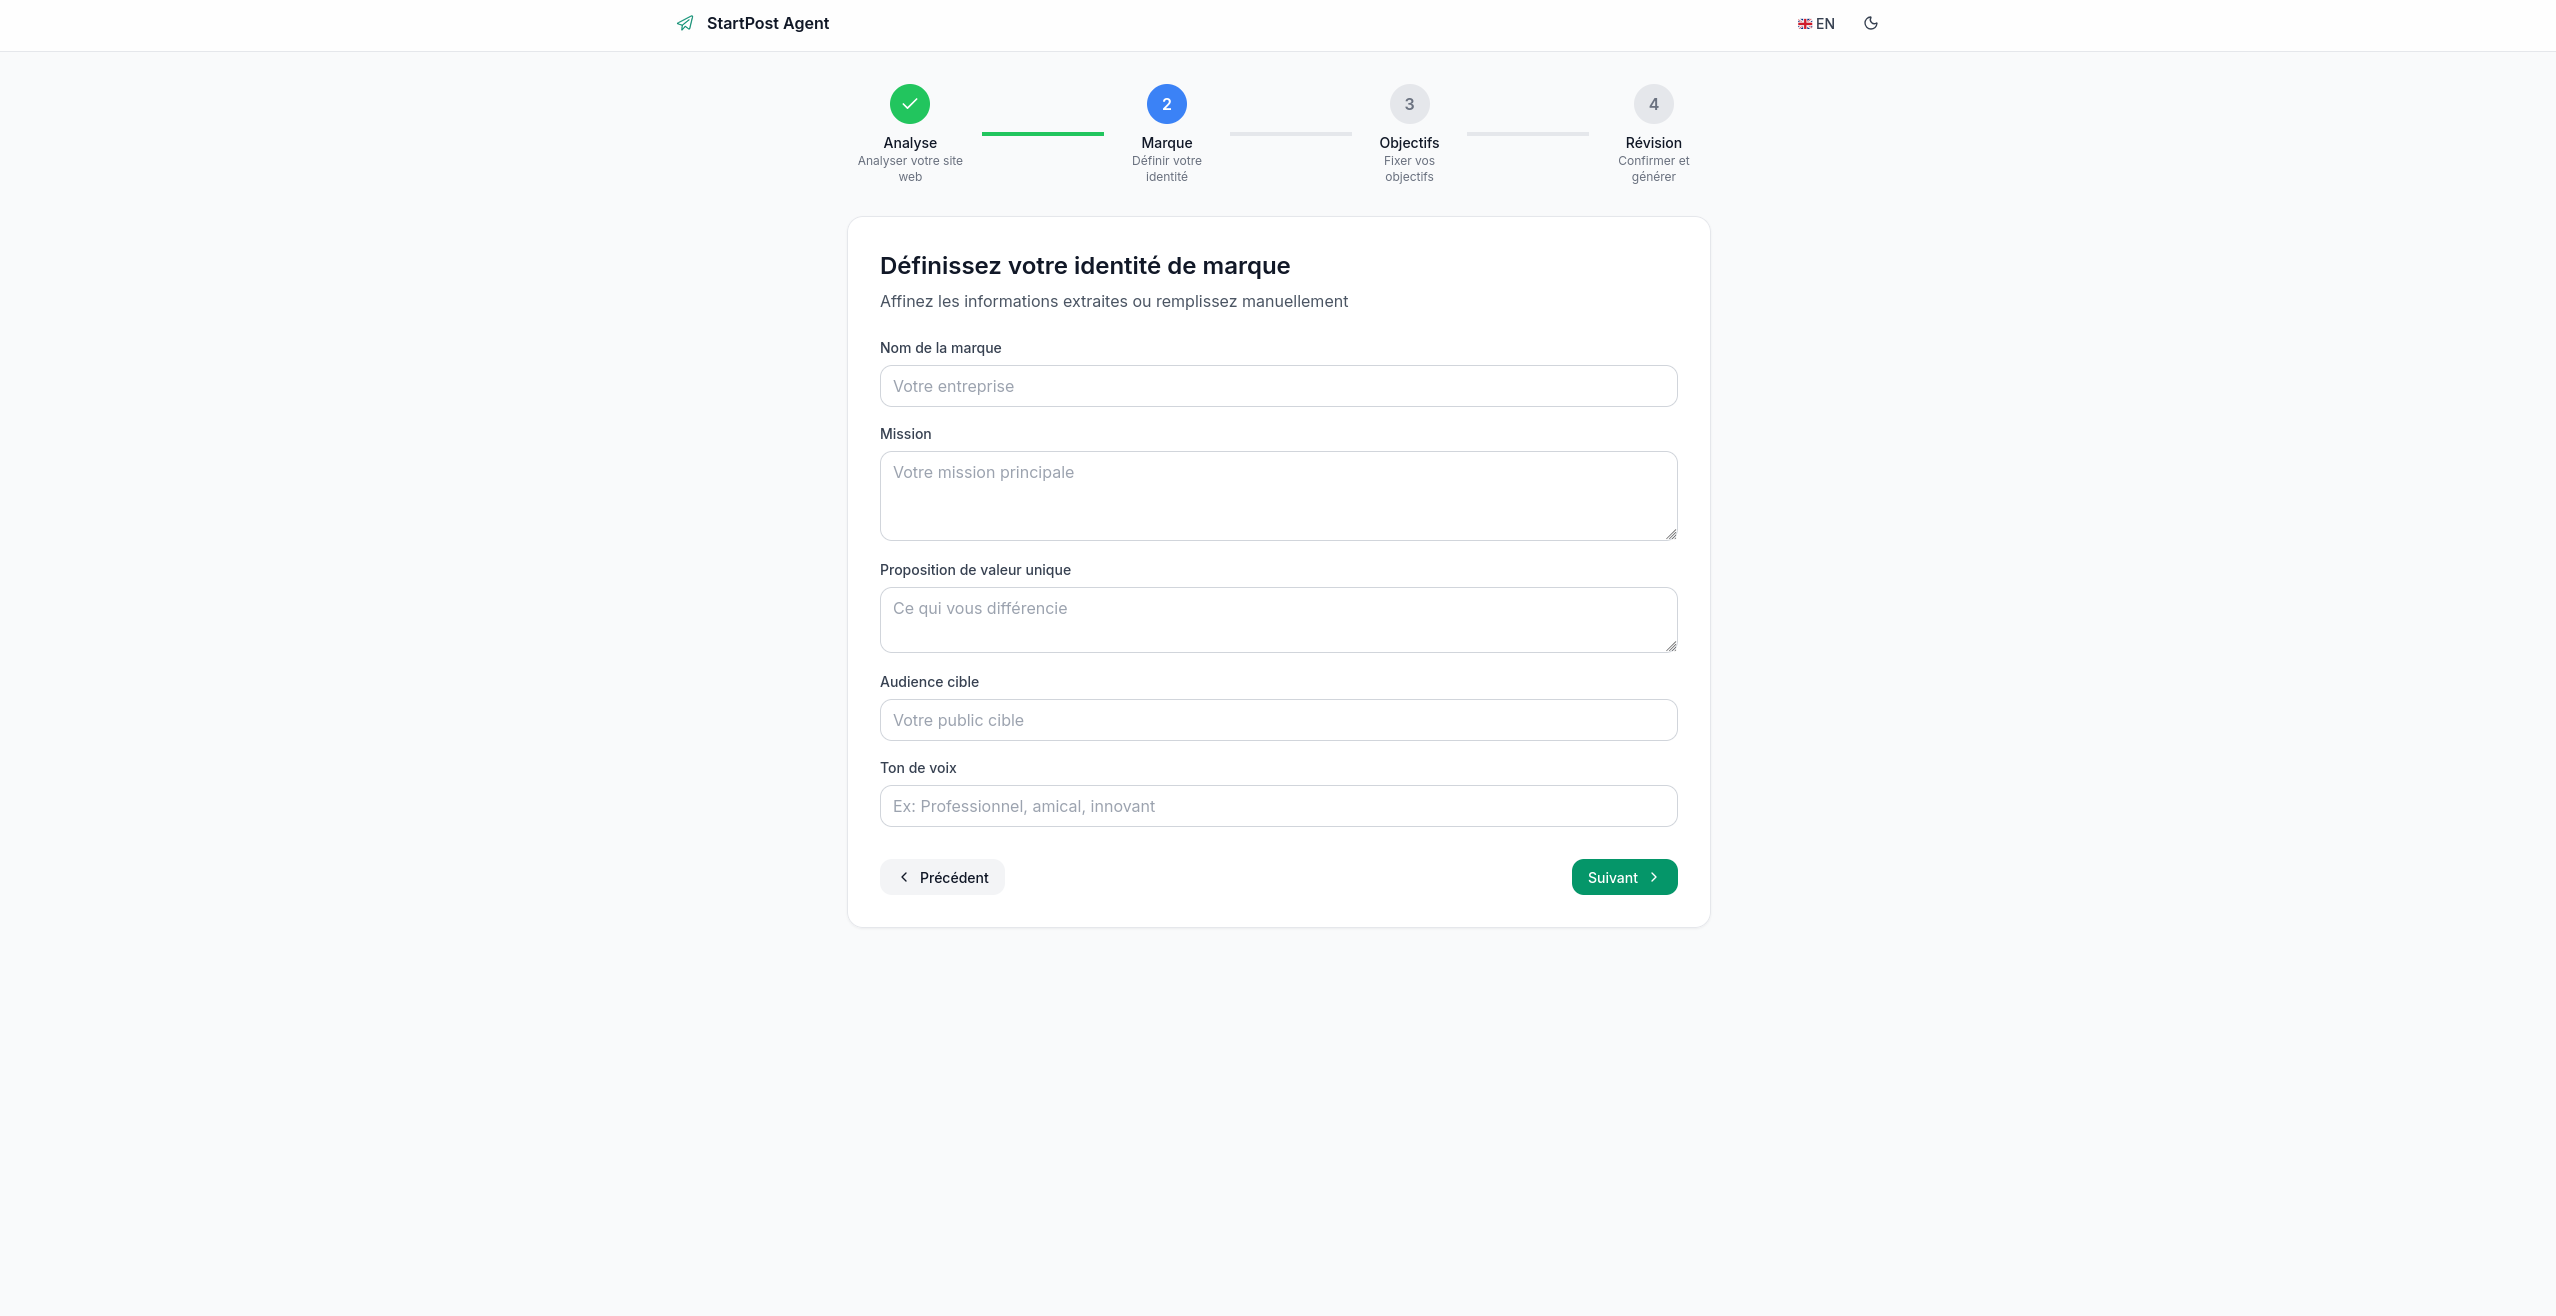 StartPost Agent
EN
2
3
4
Analyse
Analyser votre site
web
Marque
Définir votre
identité
Objectifs
Fixer vos
objectifs
Révision
Confirmer et
générer
Définissez votre identité de marque
Affinez les informations extraites ou remplissez manuellement
Nom de la marque
Votre entreprise
Mission
Votre mission principale
Proposition de valeur unique
Ce qui vous différencie
Audience cible
Votre public cible
Ton de voix
Ex: Professionnel, amical, innovant
Précédent
Suivant